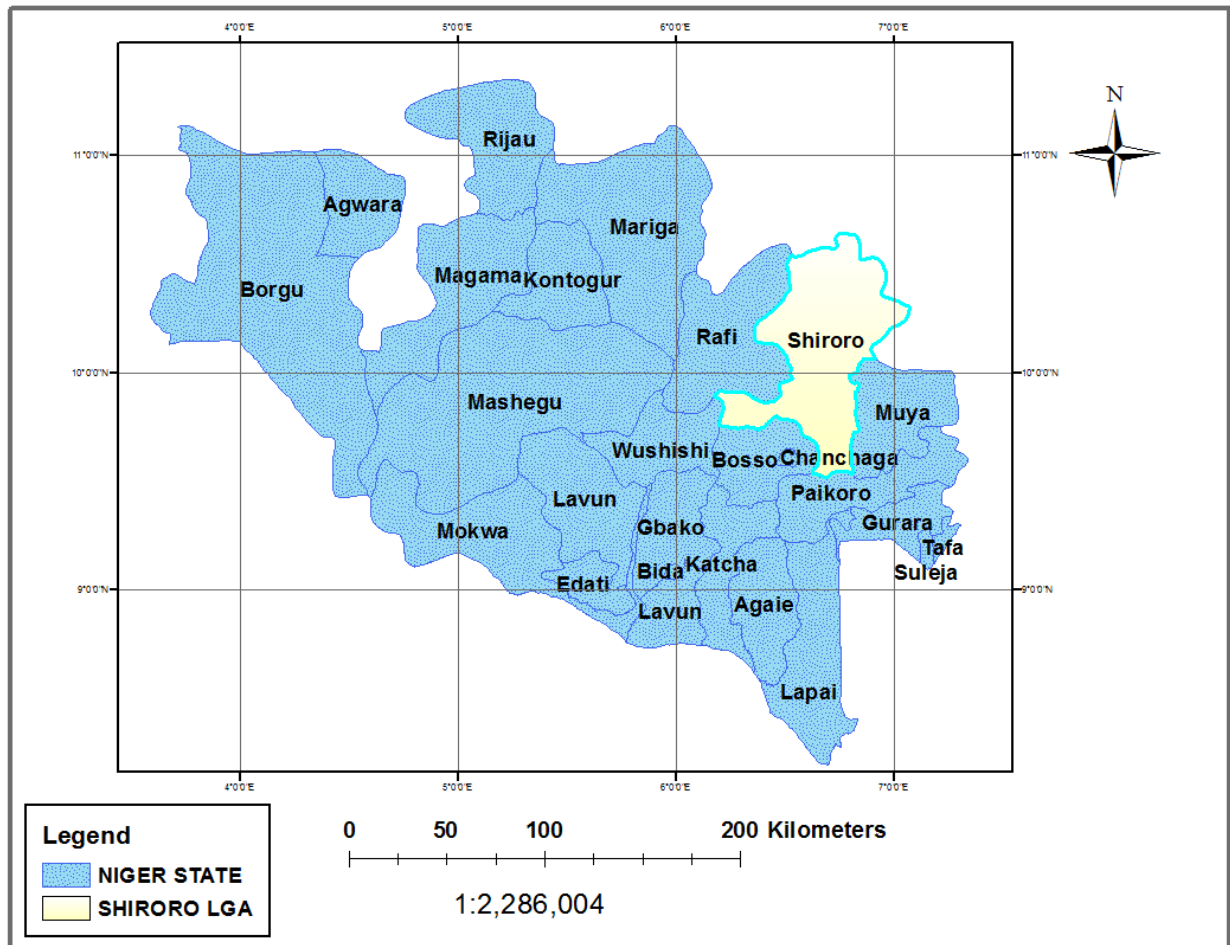 4°0'0"E 5°0'0"E 6°0'0"E 7°0'0"E
N
Rijau
11°0'0"N 11°0'0"N
Agwara
Mariga
Magama Kontogur
Borgu
Rafi Shiroro
10°0'0"N 10°0'0"N
Mashegu
Muya
Wushishi
Bosso Chanchaga
Lavun
Paikoro
Mokwa
Gbako
Gurara
Tafa
Katcha
Bida
Suleja
Edati
9°0'0"N 9°0'0"N
Agaie
Lavun
Lapai
4°0'0"E 5°0'0"E 6°0'0"E 7°0'0"E
Legend
NIGER STATE
SHIRORO LGA
0 50 100 200 Kilometers
1:2,286,004